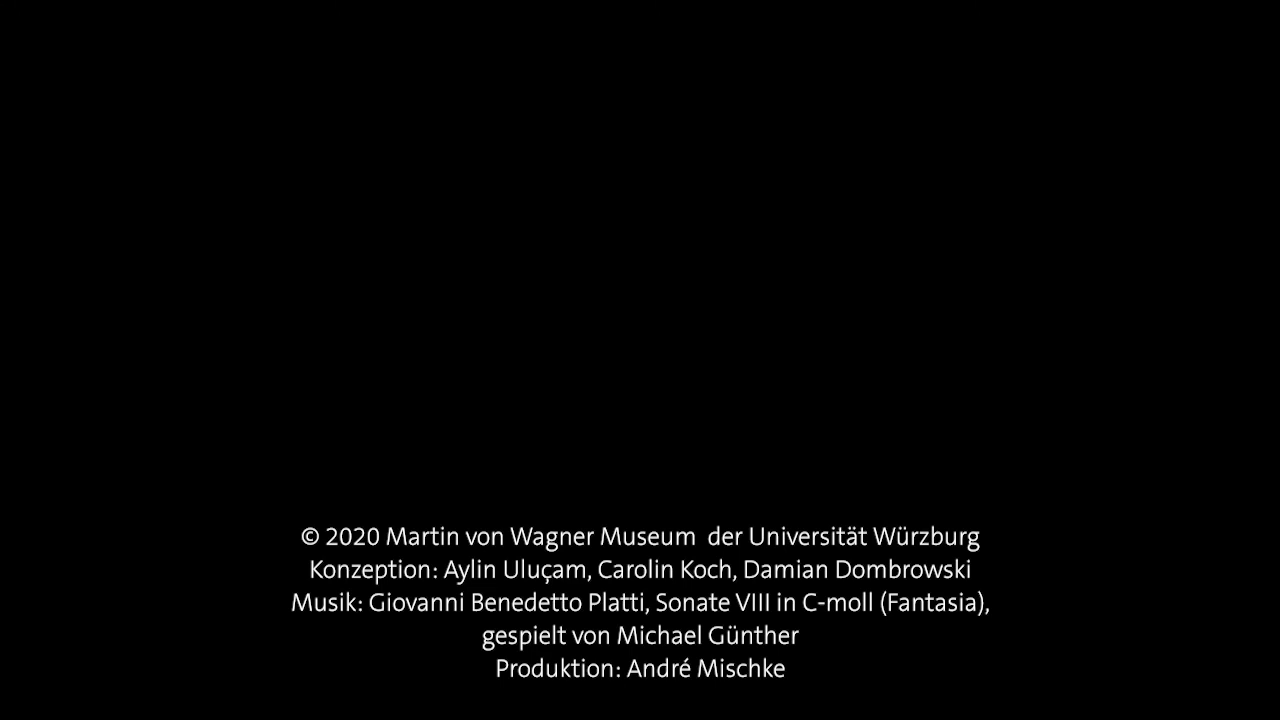 © 2020 Martin von Wagner Museum der Universität Würzburg
Konzeption: Aylin Uluçam, Carolin Koch, Damian Dombrowski
Musik: Giovanni Benedetto Platti, Sonate VIII in C-moll (Fantasia),
gespielt von Michael Günther
Produktion: André Mischke